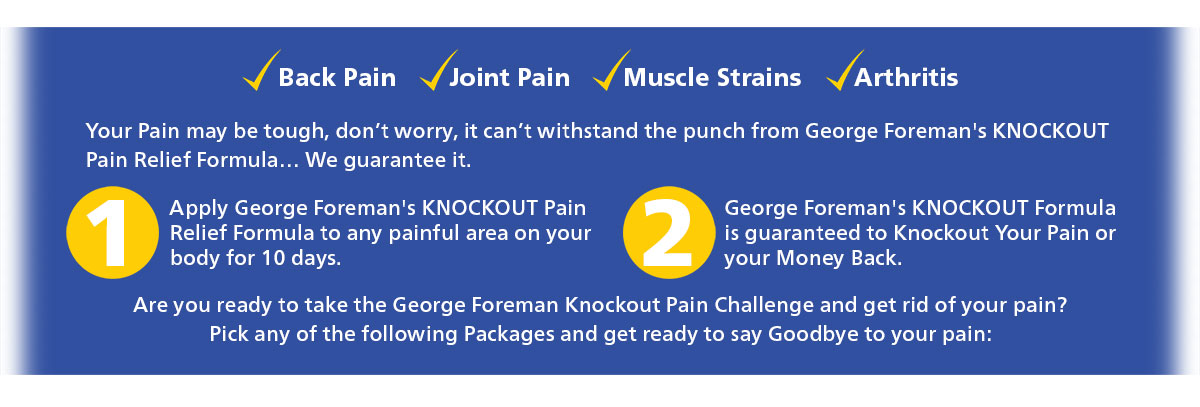 Back Pain Joint Pain Muscle Strains Arthritis
Your Pain may be tough, don’t worry, it can’t withstand the punch from George Foreman's KNOCKOUT
Pain Relief Formula... We guarantee it.
1
Apply George Foreman's KNOCKOUT Pain
Relief Formula to any painful area on your
body for 10 days.
2
George Foreman's KNOCKOUT Formula
is guaranteed to Knockout Your Pain or
your Money Back.
Are you ready to take the George Foreman Knockout Pain Challenge and get rid of your pain?
Pick any of the following Packages and get ready to say Goodbye to your pain: